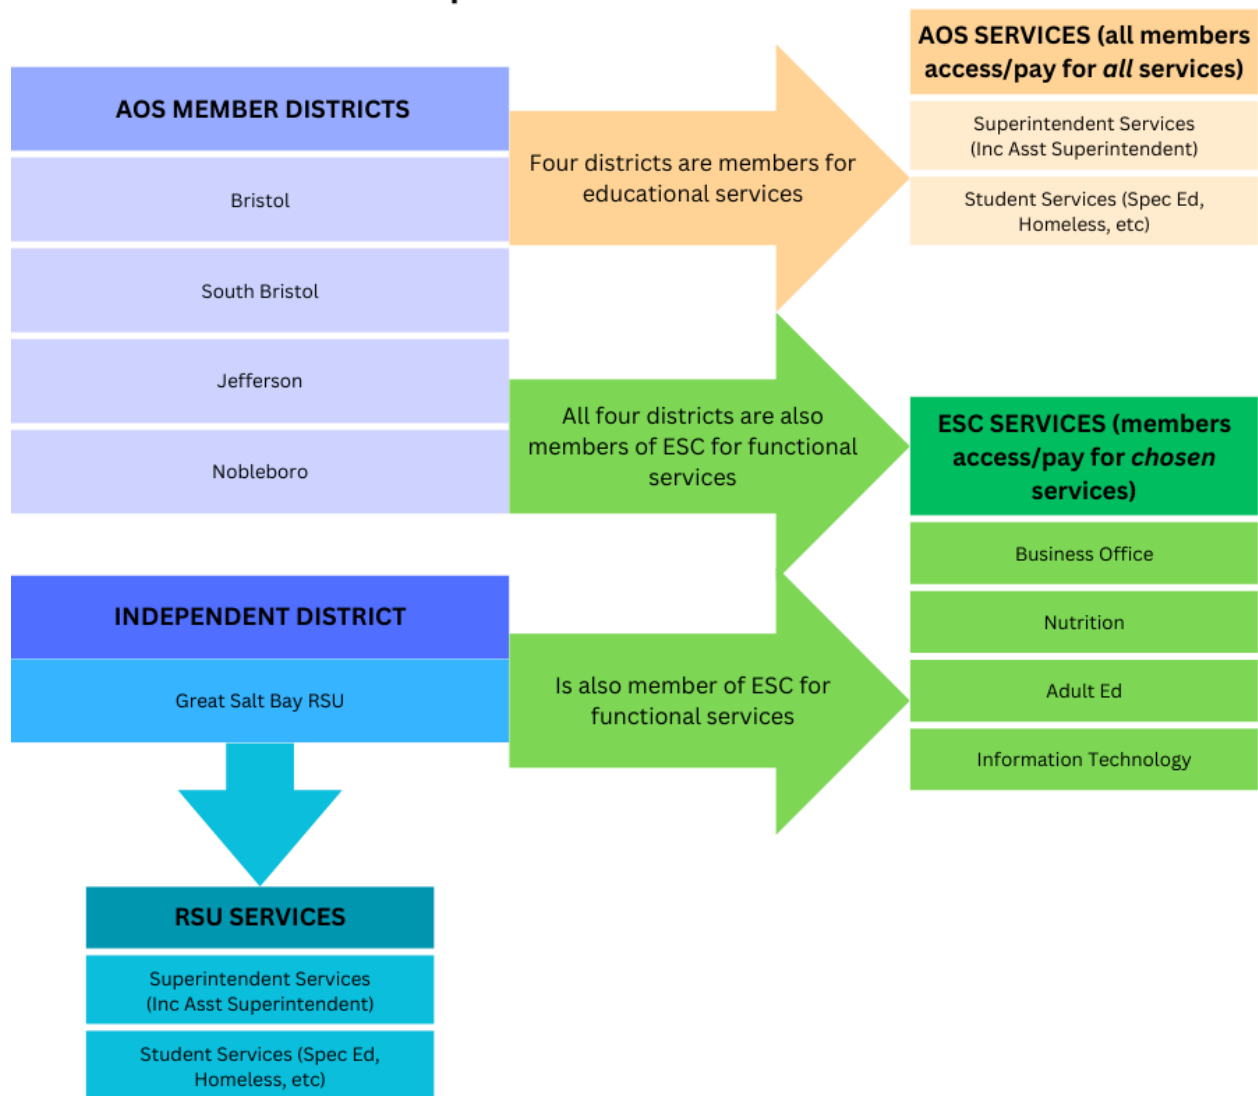 AOS MEMBER DISTRICTS
Bristol
South Bristol
Jefferson
Nobleboro
Four districts are members for
educational services
AOS SERVICES (all members
access/pay for all services)
Superintendent Services
(Inc Asst Superintendent)
Student Services (Spec Ed,
Homeless, etc)
All four districts are also
members of ESC for functional
services
ESC SERVICES (members
access/pay for chosen
services)
Business Office
Nutrition
Adult Ed
Information Technology
INDEPENDENT DISTRICT
Great Salt Bay RSU
Is also member of ESC for
functional services
RSU SERVICES
Superintendent Services
(Inc Asst Superintendent)
Student Services (Spec Ed,
Homeless, etc)